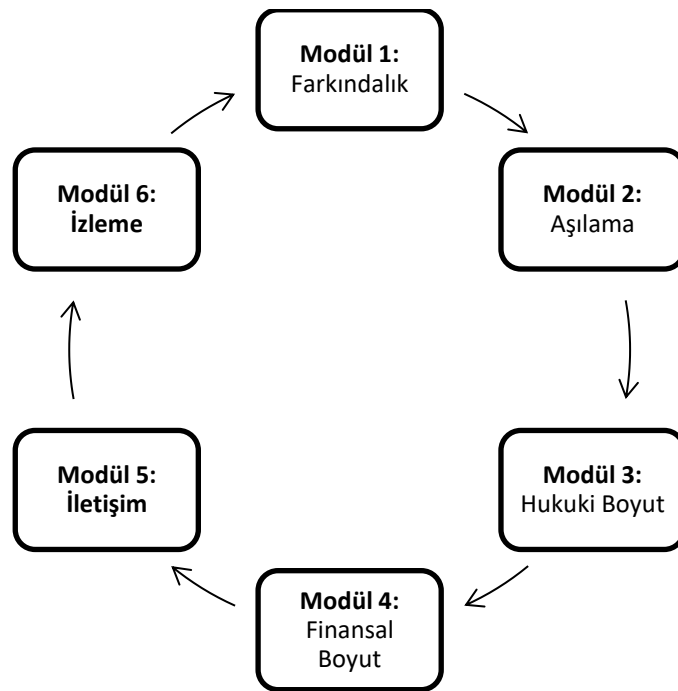 Modül 1:
Farkındalık
Modül 2:
Aşılama
Modül 3:
Hukuki Boyut
Modül 4:
Finansal
Boyut
Modül 5:
İletişim
Modül 6:
İzleme